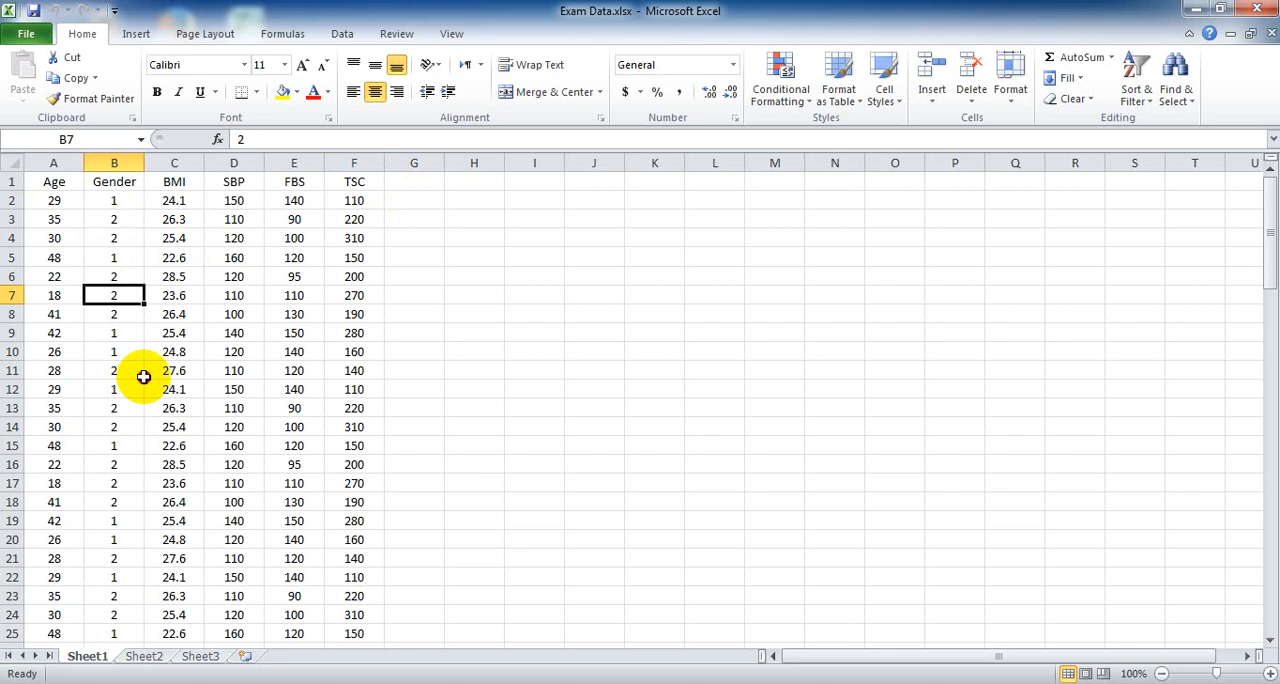 Exam Data.xlsx - Microsoft Excel
File Home Insert Page Layout Formulas Data Review View
Cut
Copy
Format Painter
Paste
Calibri 11
B I U A
Wrap Text
Merge & Center
General
$ % ,
Conditional Formatting
Format as Table
Cell Styles
Insert Delete Format
Σ AutoSum
Fill
Clear
Sort & Filter
Find & Select
Clipboard Font Alignment Number Styles Cells Editing
B7 fx 2
A B C D E F G H I J K L M N O P Q R S T U
1 Age Gender BMI SBP FBS TSC
2 29 1 24.1 150 140 110
3 35 2 26.3 110 90 220
4 30 2 25.4 120 100 310
5 48 1 22.6 160 120 150
6 22 2 28.5 120 95 200
7 18 2 23.6 110 110 270
8 41 2 26.4 100 130 190
9 42 1 25.4 140 150 280
10 26 1 24.8 120 140 160
11 28 2 27.6 110 120 140
12 29 1 24.1 150 140 110
13 35 2 26.3 110 90 220
14 30 2 25.4 120 100 310
15 48 1 22.6 160 120 150
16 22 2 28.5 120 95 200
17 18 2 23.6 110 110 270
18 41 2 26.4 100 130 190
19 42 1 25.4 140 150 280
20 26 1 24.8 120 140 160
21 28 2 27.6 110 120 140
22 29 1 24.1 150 140 110
23 35 2 26.3 110 90 220
24 30 2 25.4 120 100 310
25 48 1 22.6 160 120 150
Sheet1 Sheet2 Sheet3
Ready 100%